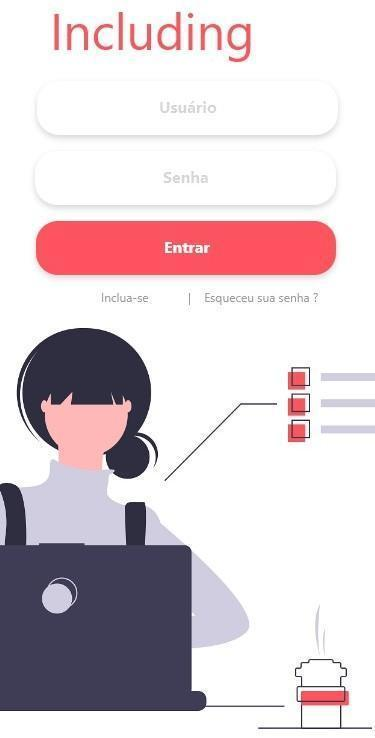 Including
Usuário
Senha
Entrar
Inclua-se | Esqueceu sua senha ?